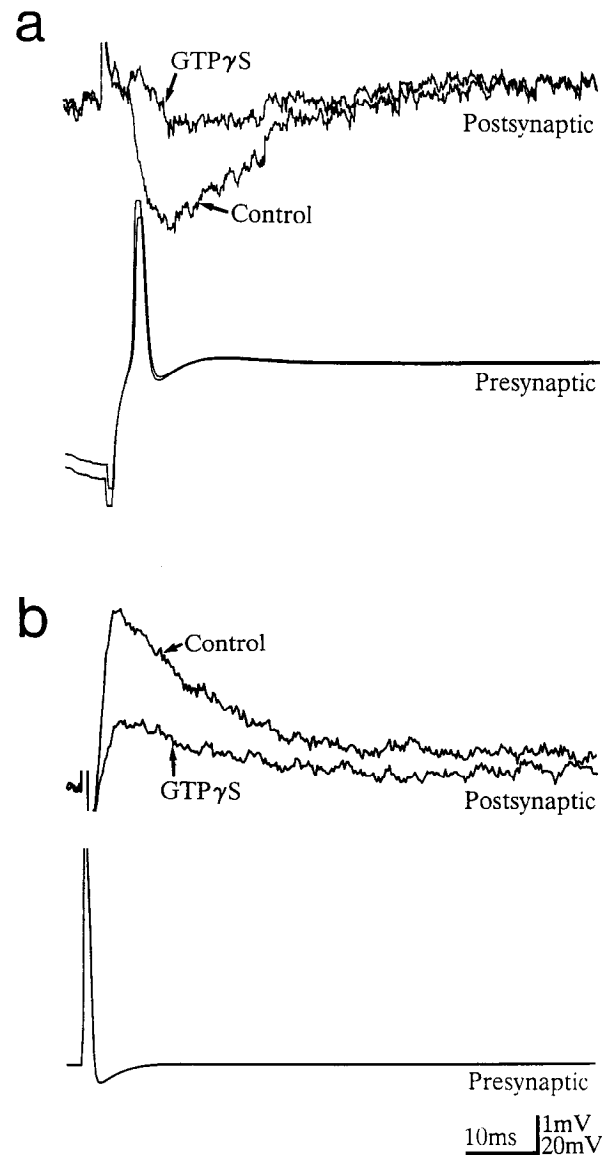 a
GTPγS
Postsynaptic
Control
Presynaptic
b
Control
GTPγS
Postsynaptic
Presynaptic
10ms
1mV
20mV